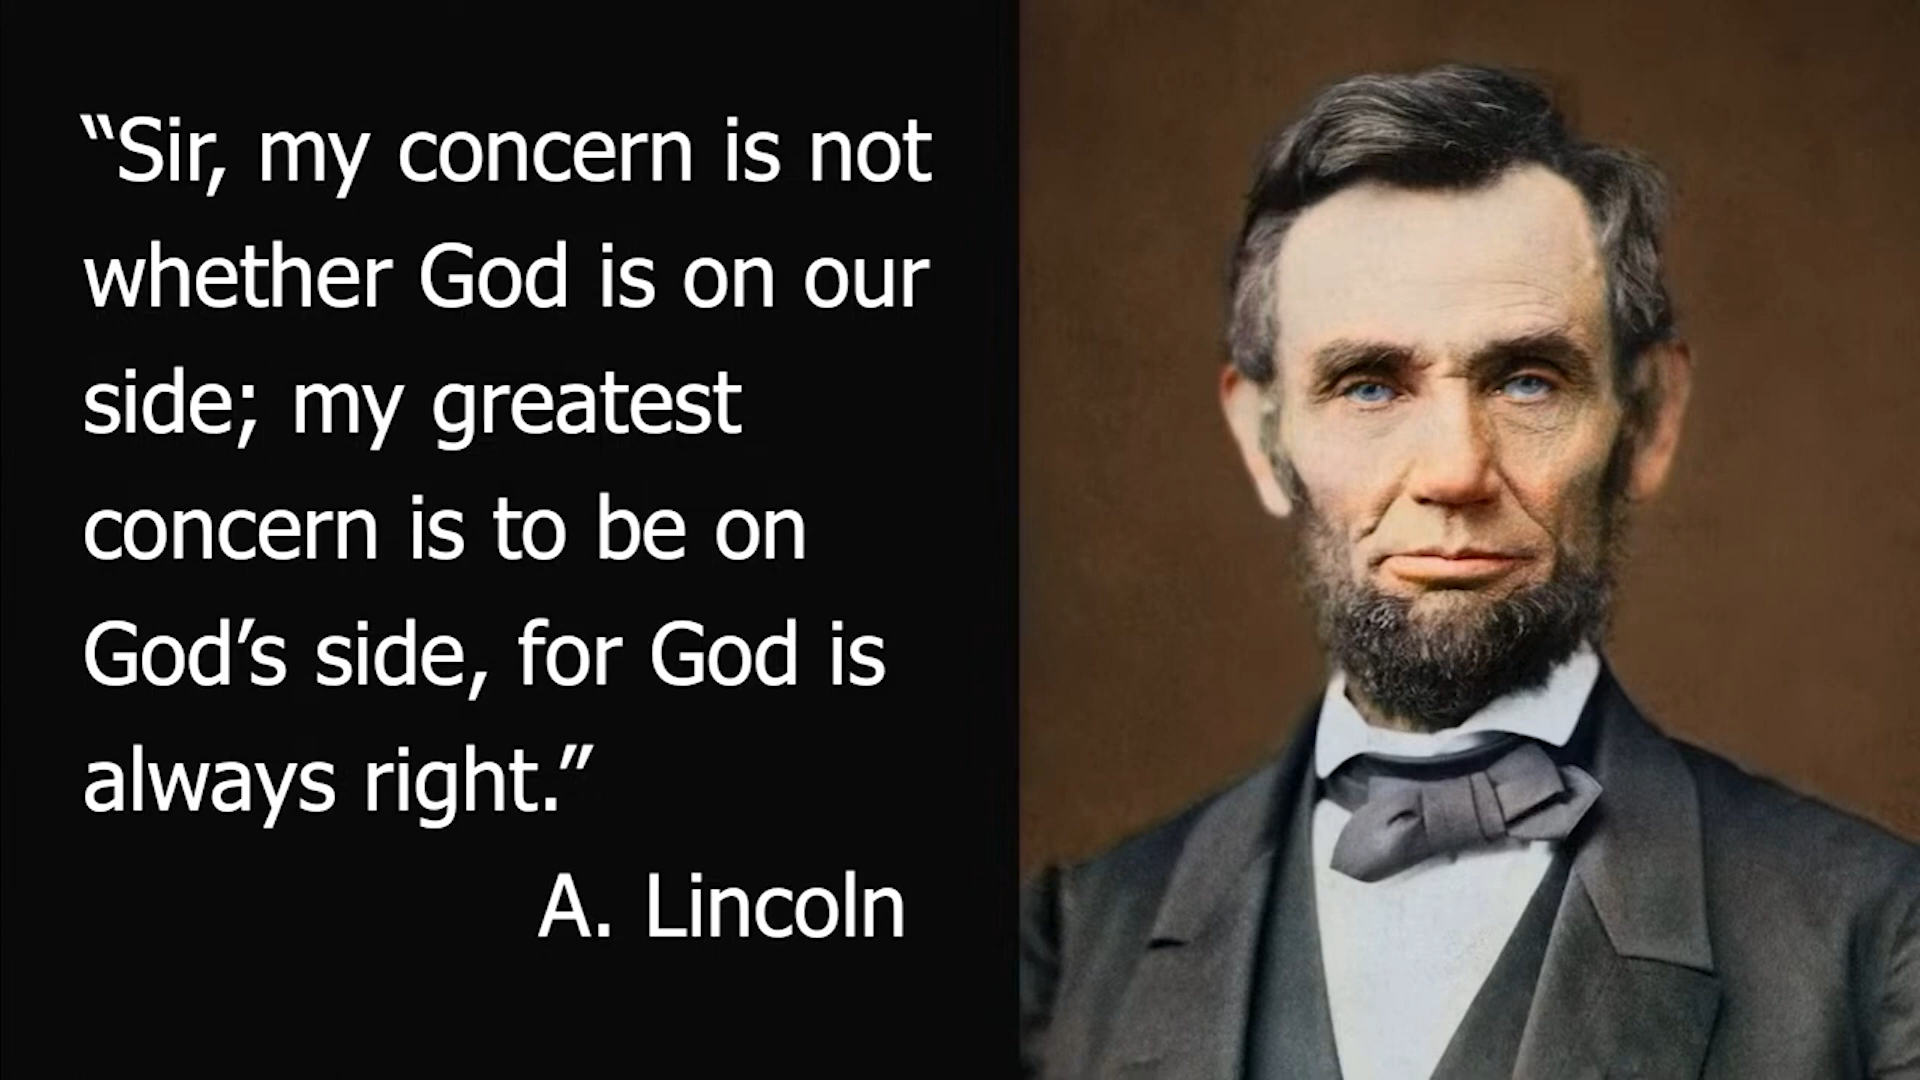 “Sir, my concern is not
whether God is on our
side; my greatest
concern is to be on
God’s side, for God is
always right.”
A. Lincoln